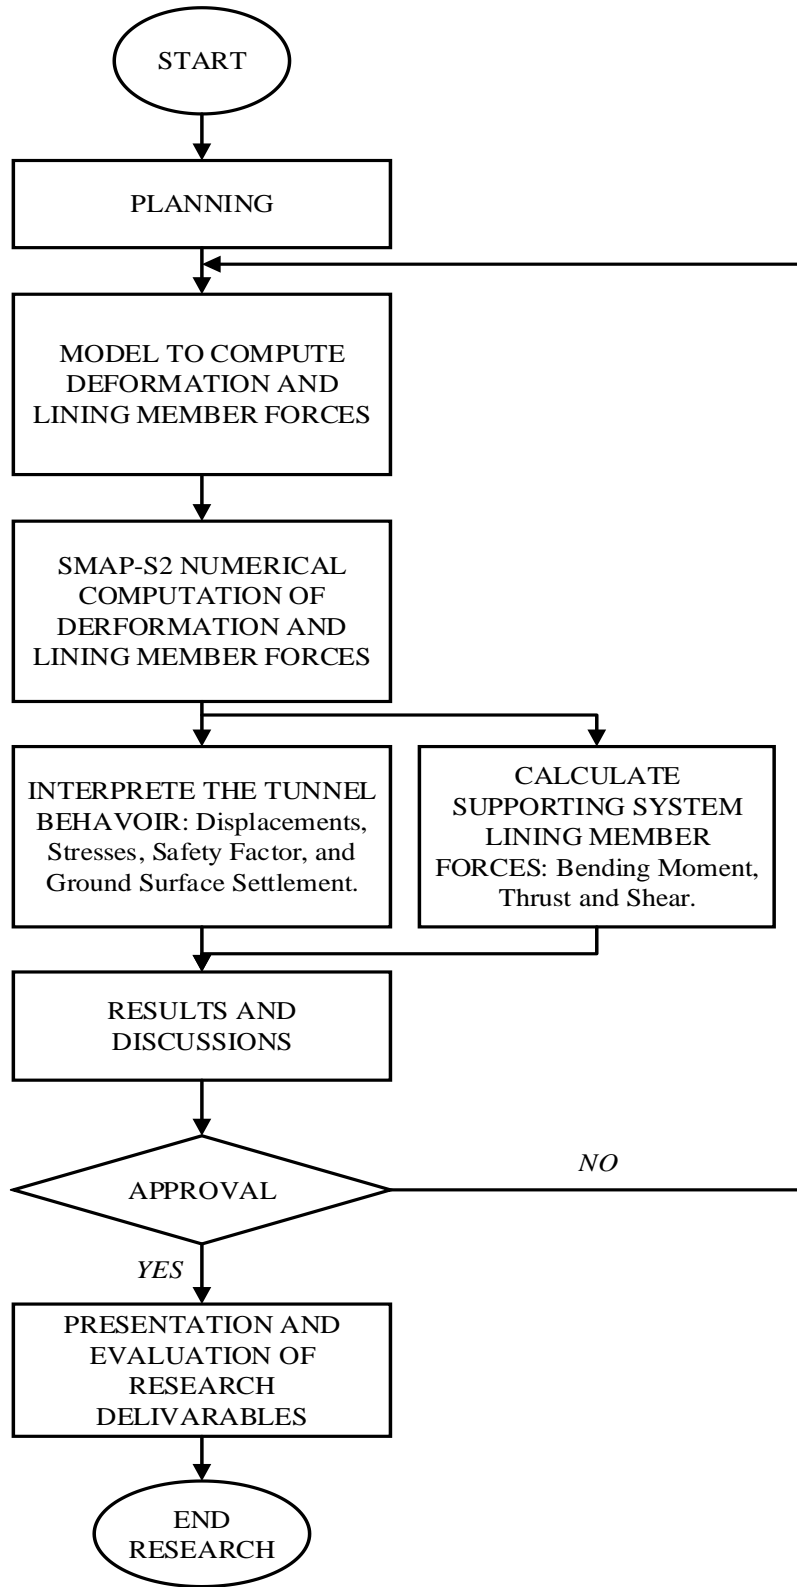 START
PLANNING
MODEL TO COMPUTE
DEFORMATION AND
LINING MEMBER FORCES
SMAP-S2 NUMERICAL
COMPUTATION OF
DERFORMATION AND
LINING MEMBER FORCES
INTERPRETE THE TUNNEL
BEHAVOIR: Displacements,
Stresses, Safety Factor, and
Ground Surface Settlement.
CALCULATE
SUPPORTING SYSTEM
LINING MEMBER
FORCES: Bending Moment,
Thrust and Shear.
RESULTS AND
DISCUSSIONS
APPROVAL
NO
YES
PRESENTATION AND
EVALUATION OF
RESEARCH
DELIVARABLES
END
RESEARCH